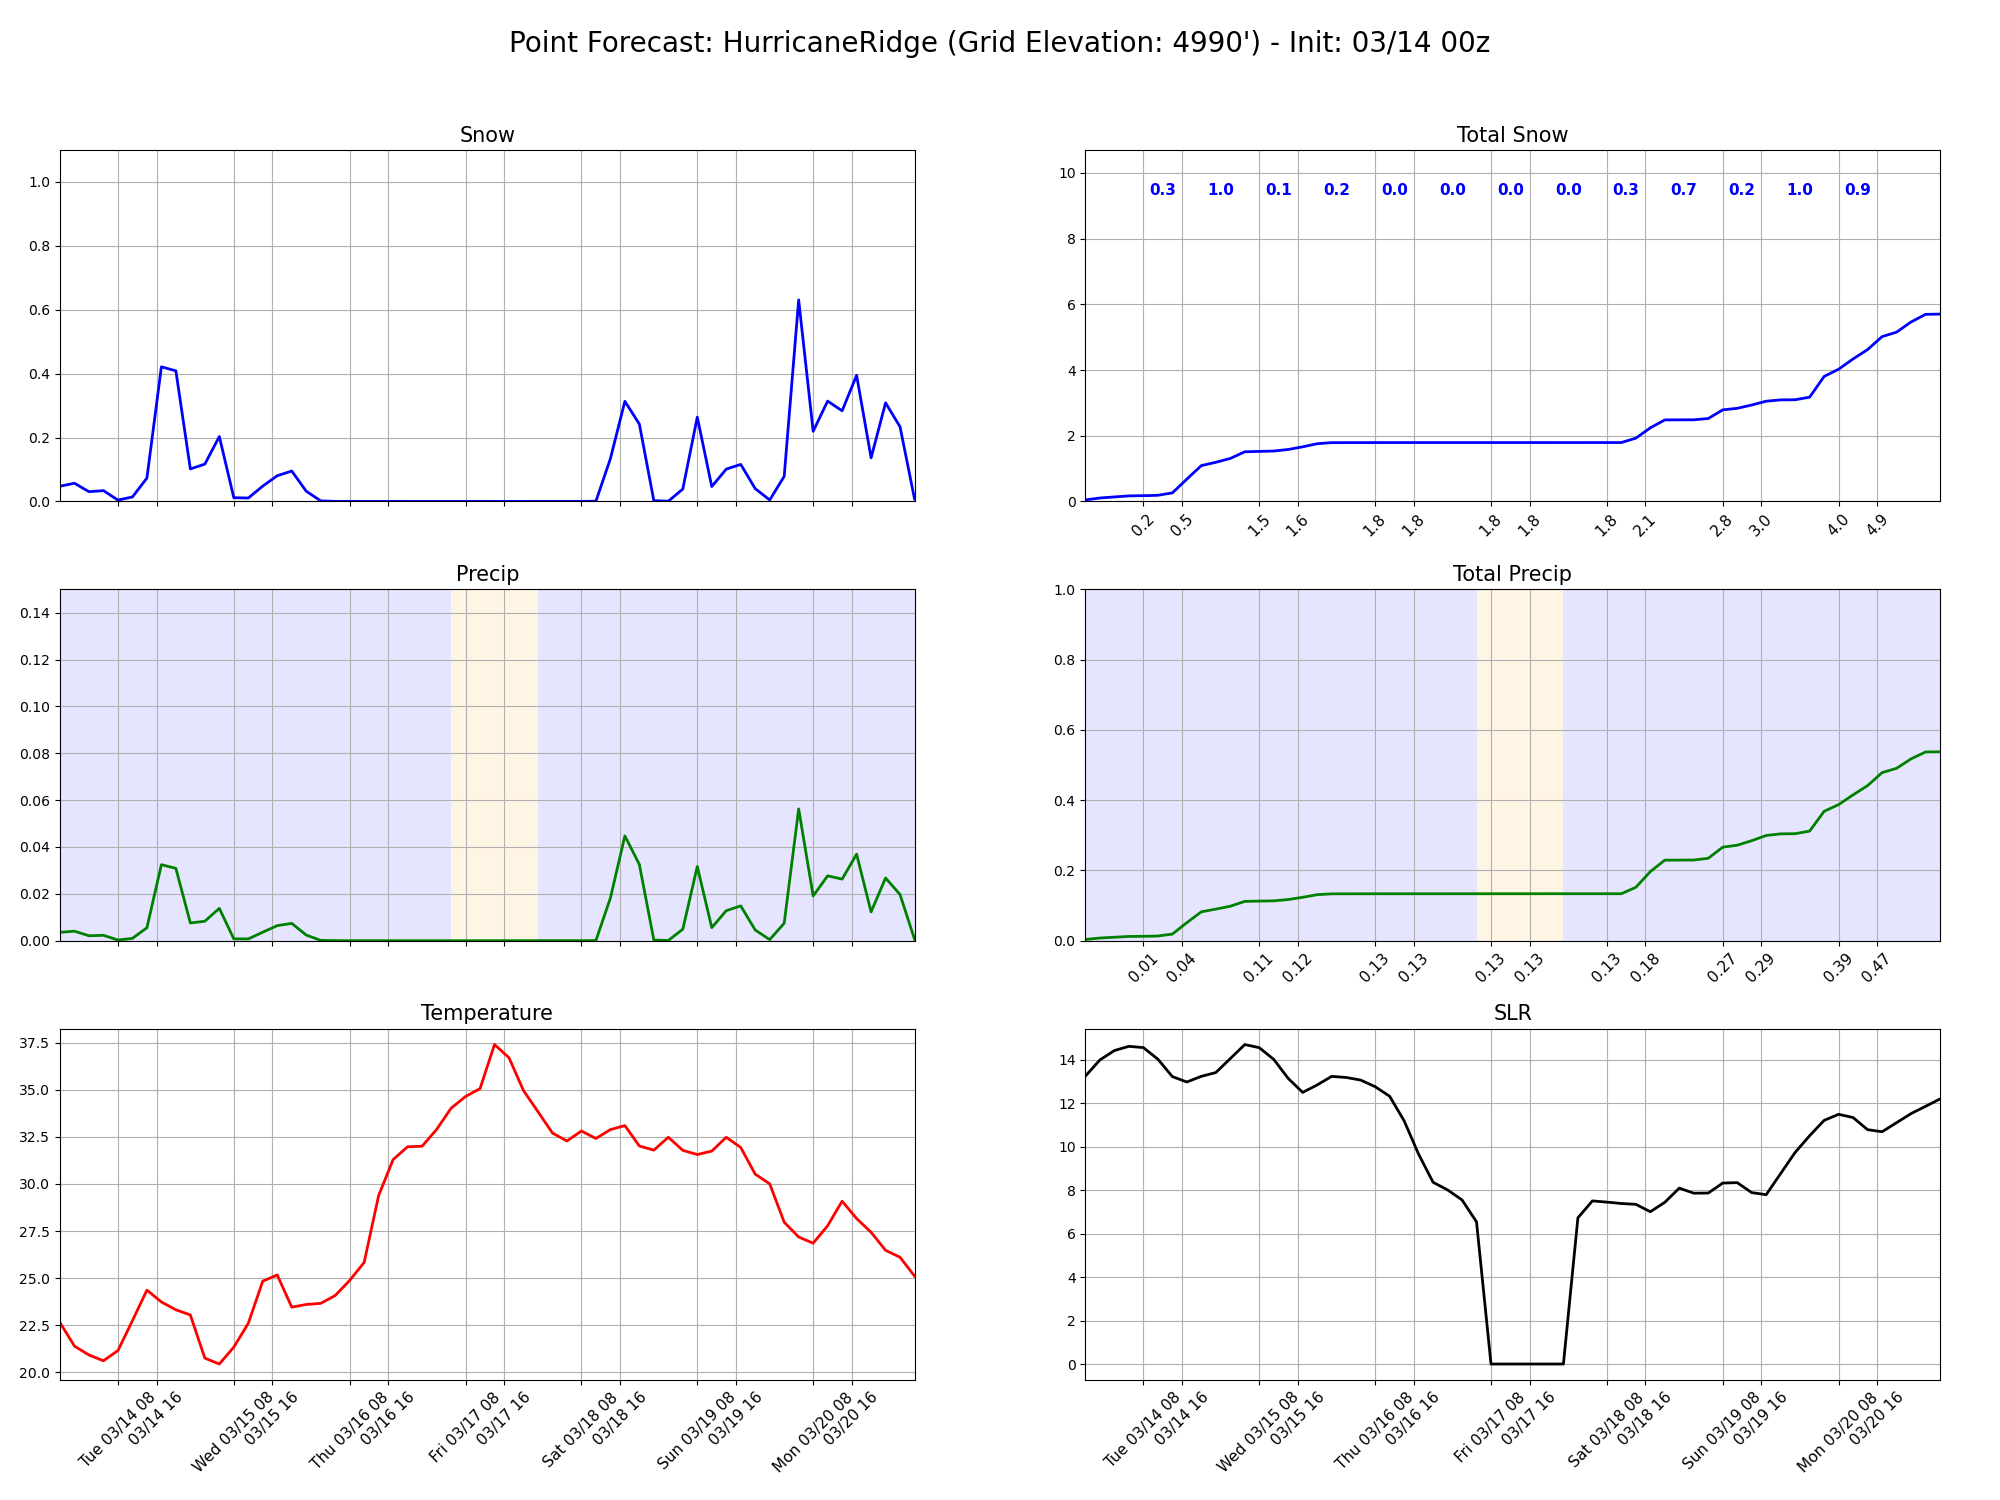 Point Forecast: HurricaneRidge (Grid Elevation: 4990') - Init: 03/14 00z
Snow
1.0
0.8
0.6
0.4
0.2
0.0
Total Snow
10
8
6
4
2
0
0.3 1.0 0.1 0.2 0.0 0.0 0.0 0.0 0.3 0.7 0.2 1.0 0.9
0.2 0.5 1.5 1.6 1.8 1.8 1.8 1.8 1.8 2.1 2.8 3.0 4.0 4.9
Precip
0.14
0.12
0.10
0.08
0.06
0.04
0.02
0.00
Total Precip
1.0
0.8
0.6
0.4
0.2
0.0
0.01 0.04 0.11 0.12 0.13 0.13 0.13 0.13 0.13 0.18 0.27 0.29 0.39 0.47
Temperature
37.5
35.0
32.5
30.0
27.5
25.0
22.5
20.0
Tue 03/14 08
03/14 16
Wed 03/15 08
03/15 16
Thu 03/16 08
03/16 16
Fri 03/17 08
03/17 16
Sat 03/18 08
03/18 16
Sun 03/19 08
03/19 16
Mon 03/20 08
03/20 16
SLR
14
12
10
8
6
4
2
0
Tue 03/14 08
03/14 16
Wed 03/15 08
03/15 16
Thu 03/16 08
03/16 16
Fri 03/17 08
03/17 16
Sat 03/18 08
03/18 16
Sun 03/19 08
03/19 16
Mon 03/20 08
03/20 16